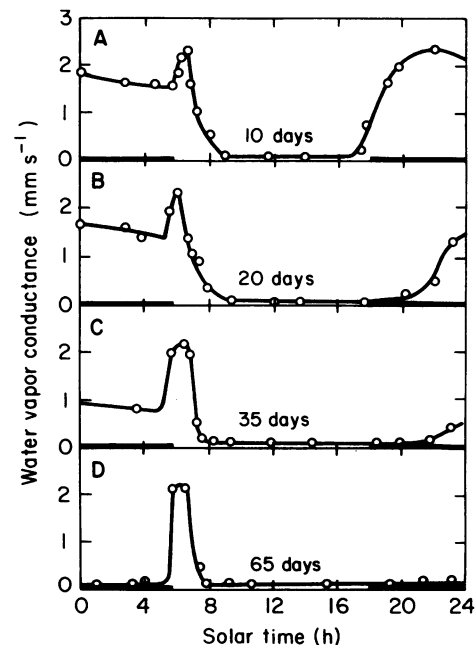 Water vapor conductance (mm s⁻¹)
3
A
2
1
10 days
0
B
2
1
20 days
0
C
2
1
35 days
0
D
2
1
65 days
0
0 4 8 12 16 20 24
Solar time (h)